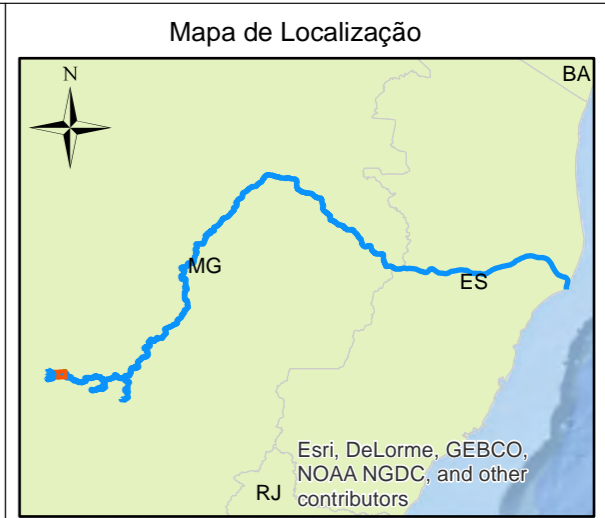 Mapa de Localização
N
BA
MG
ES
Esri, DeLorme, GEBCO,
NOAA NGDC, and other
contributors
RJ